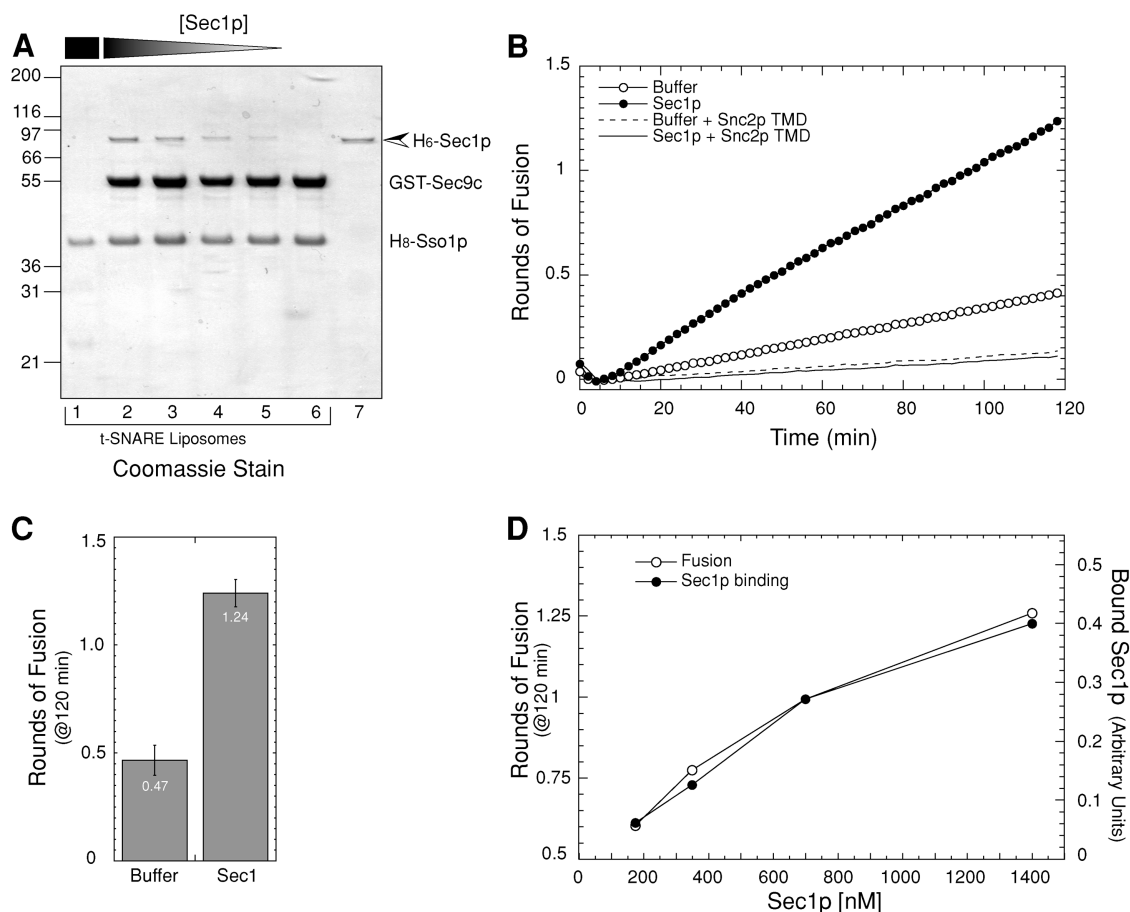 A
[Sec1p]
200
116
97
66
55
36
31
21
H6-Sec1p
GST-Sec9c
H8-Sso1p
1 2 3 4 5 6 7
t-SNARE Liposomes
Coomassie Stain
B
Rounds of Fusion
1.5
1
0.5
0
Buffer
Sec1p
Buffer + Snc2p TMD
Sec1p + Snc2p TMD
0 20 40 60 80 100 120
Time (min)
C
Rounds of Fusion
(@120 min)
1.5
1.0
0.5
0
0.47
1.24
Buffer Sec1
D
Rounds of Fusion
(@120 min)
1.5
1.25
1
0.75
0.5
Fusion
Sec1p binding
0.5
0.4
0.3
0.2
0.1
0
Bound Sec1p (Arbitrary Units)
0 200 400 600 800 1000 1200 1400
Sec1p [nM]